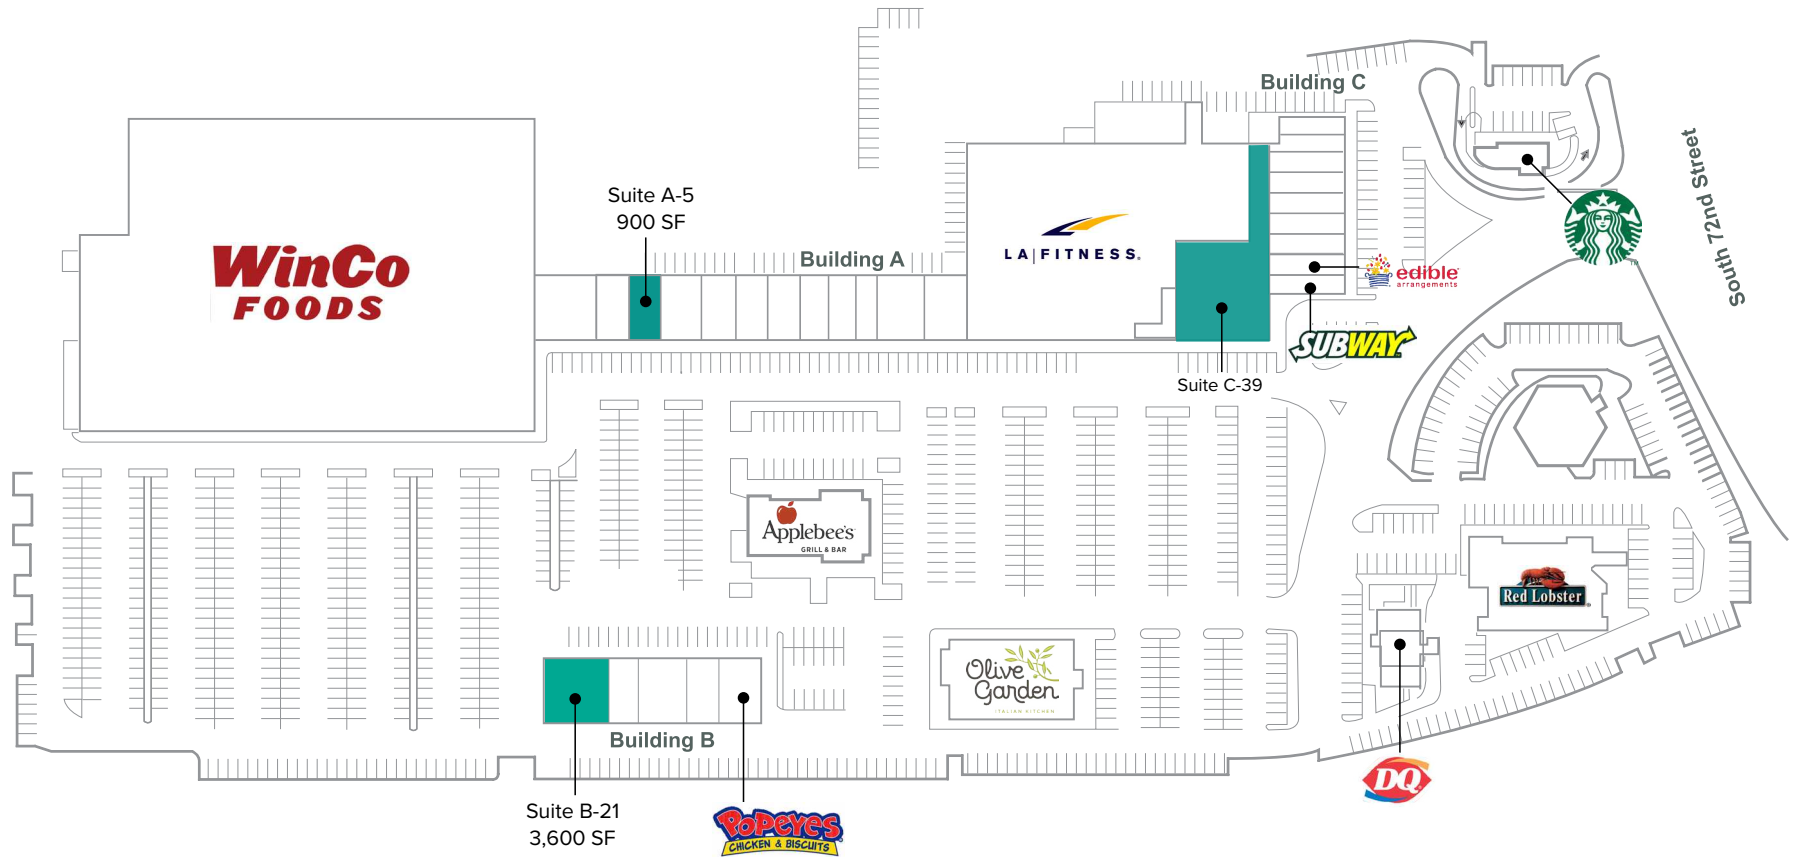 Building C
South 72nd Street
Suite A-5
900 SF
Building A
WinCo
FOODS
LA|FITNESS.
edible
arrangements
SUBWAY
TM
Suite C-39
Applebee's
GRILL & BAR
Red Lobster
Olive
Garden
ITALIAN KITCHEN
Building B
DQ
Suite B-21
3,600 SF
POPEYES
CHICKEN & BISCUITS